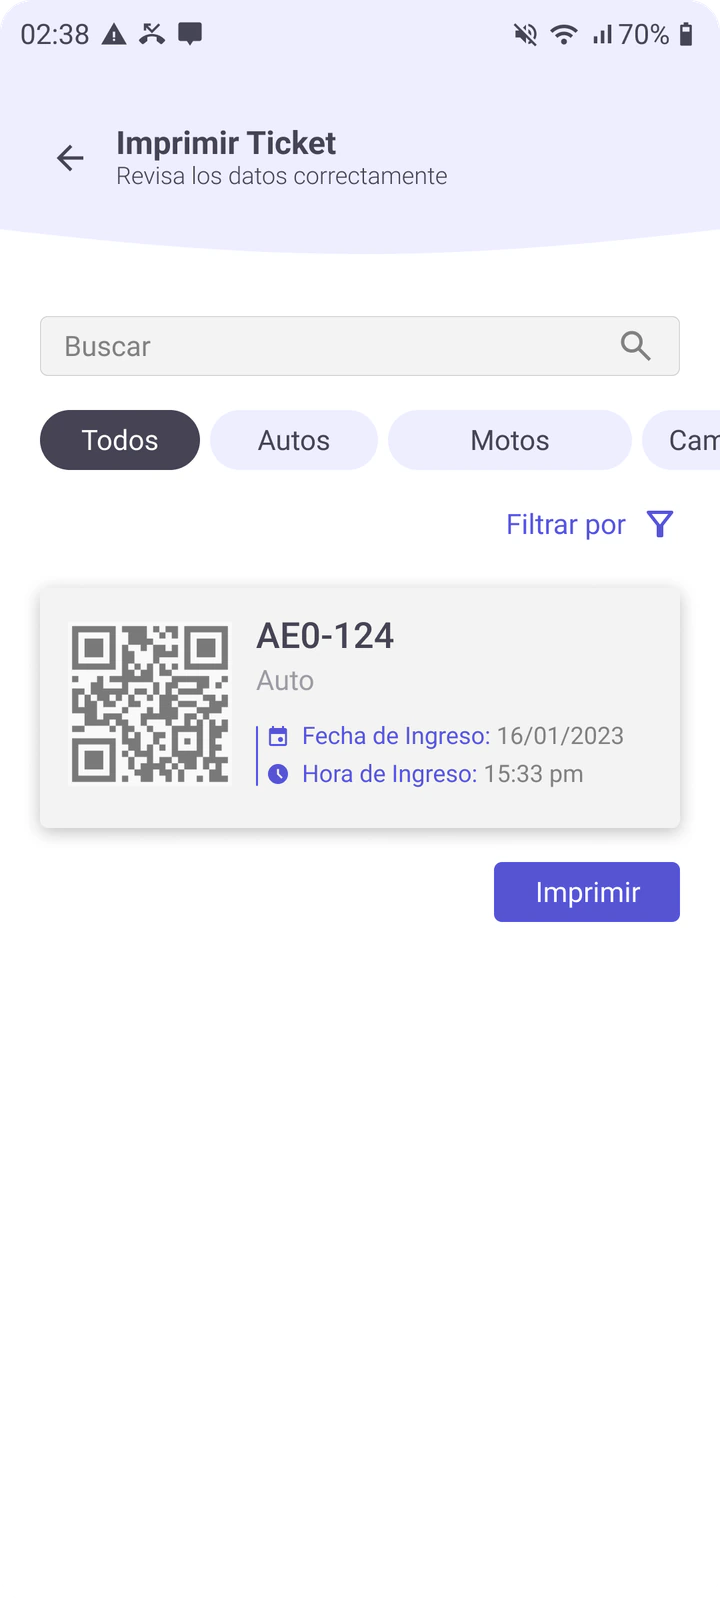 02:38 70%
Imprimir Ticket
Revisa los datos correctamente
Buscar
Todos Autos Motos Cam
Filtrar por
AE0-124
Auto
Fecha de Ingreso: 16/01/2023
Hora de Ingreso: 15:33 pm
Imprimir